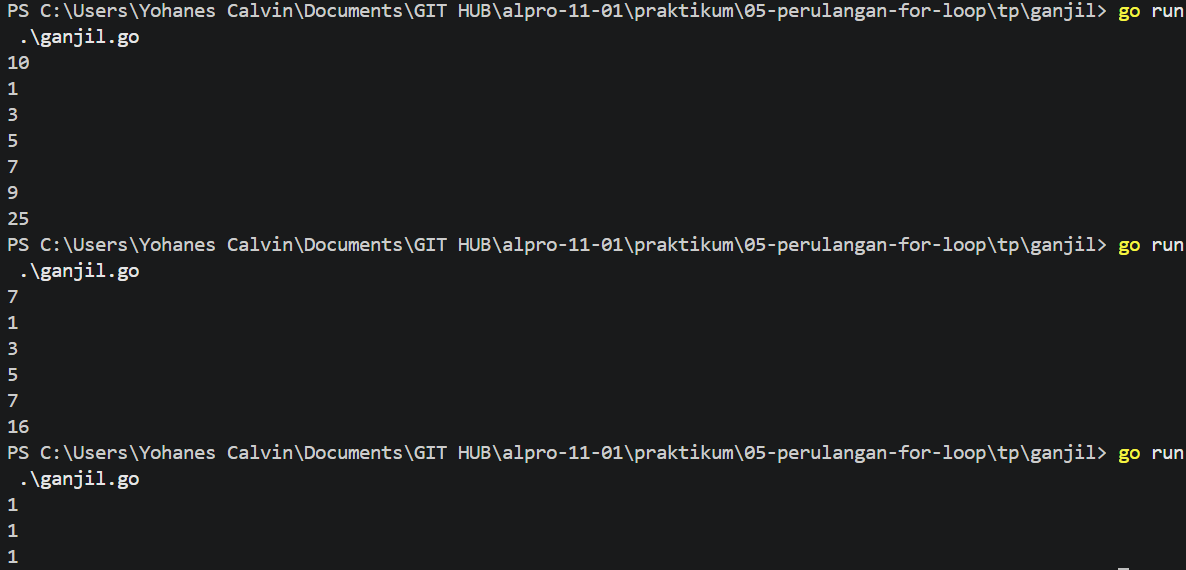 PS C:\Users\Yohanes Calvin\Documents\GIT HUB\alpro-11-01\praktikum\05-perulangan-for-loop\tp\ganjil> go run
.\ganjil.go
10
1
3
5
7
9
25
PS C:\Users\Yohanes Calvin\Documents\GIT HUB\alpro-11-01\praktikum\05-perulangan-for-loop\tp\ganjil> go run
.\ganjil.go
7
1
3
5
7
16
PS C:\Users\Yohanes Calvin\Documents\GIT HUB\alpro-11-01\praktikum\05-perulangan-for-loop\tp\ganjil> go run
.\ganjil.go
1
1
1